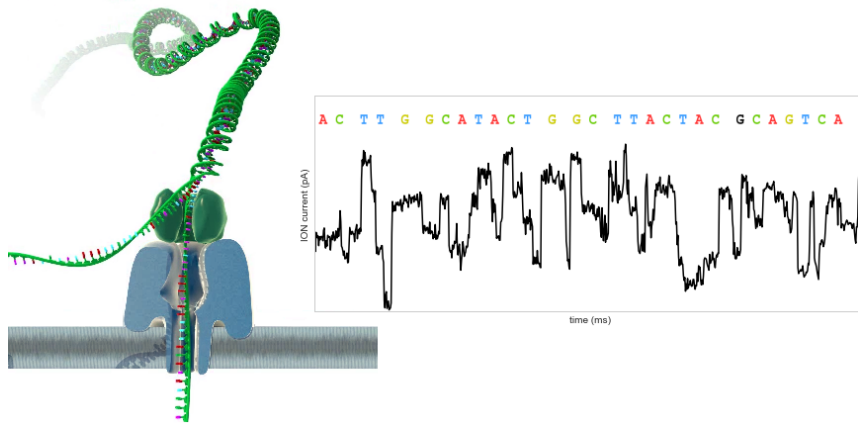 A C T T G G C A T A C T G G C T T A C T A C G C A G T C A
ION current (pA)
time (ms)